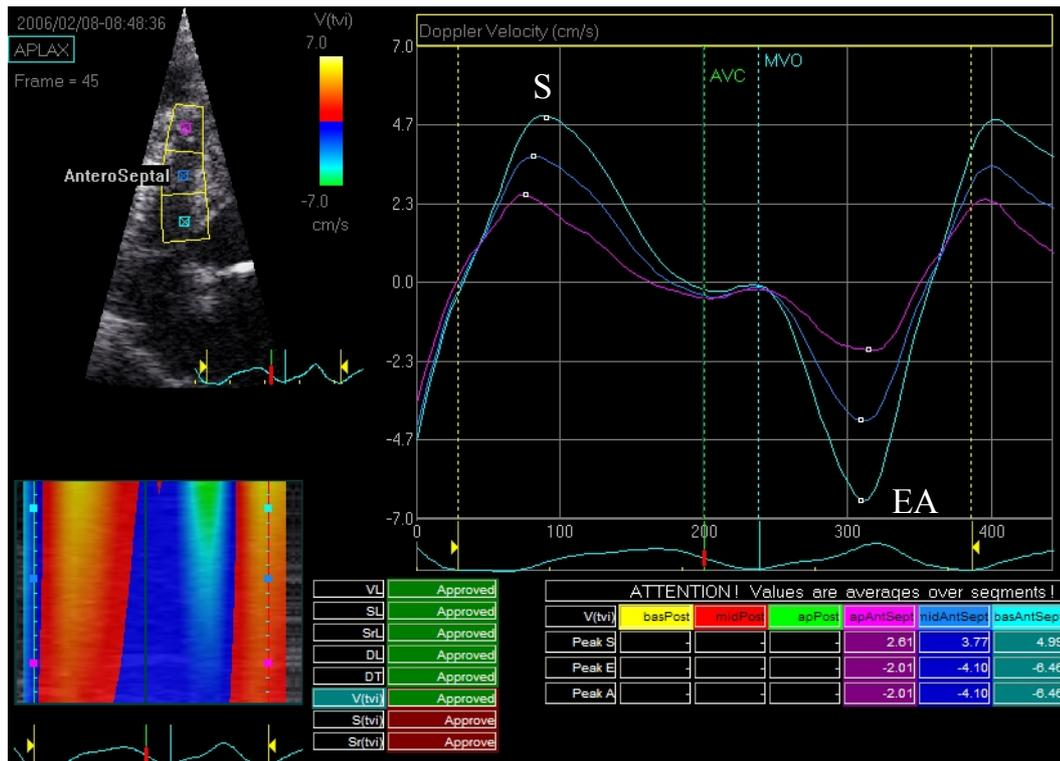 2006/02/08-08:48:36
APLAX
Frame = 45
V(tvi)
7.0
-7.0
cm/s
AnteroSeptal
Doppler Velocity (cm/s)
7.0
4.7
2.3
0.0
-2.3
-4.7
-7.0
AVC
MVO
S
EA
0 100 200 300 400
VL Approved
SL Approved
SrL Approved
DL Approved
DT Approved
V(tvi) Approved
S(tvi) Approve
Sr(tvi) Approve
ATTENTION! Values are averages over segments!
V(tvi) basPost midPost apPost apAntSept midAntSept basAntSept
Peak S - - - 2.61 3.77 4.99
Peak E - - - -2.01 -4.10 -6.46
Peak A - - - -2.01 -4.10 -6.46